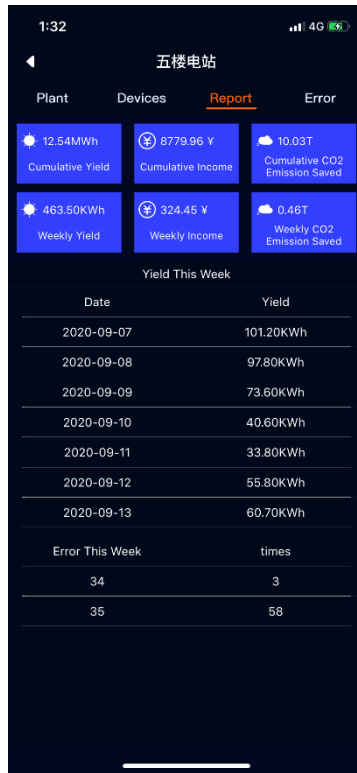 1:32
4G
五楼电站
Plant Devices Report Error
12.54MWh
Cumulative Yield
8779.96 ¥
Cumulative Income
10.03T
Cumulative CO2
Emission Saved
463.50KWh
Weekly Yield
324.45 ¥
Weekly Income
0.46T
Weekly CO2
Emission Saved
Yield This Week
Date Yield
2020-09-07 101.20KWh
2020-09-08 97.80KWh
2020-09-09 73.60KWh
2020-09-10 40.60KWh
2020-09-11 33.80KWh
2020-09-12 55.80KWh
2020-09-13 60.70KWh
Error This Week times
34 3
35 58